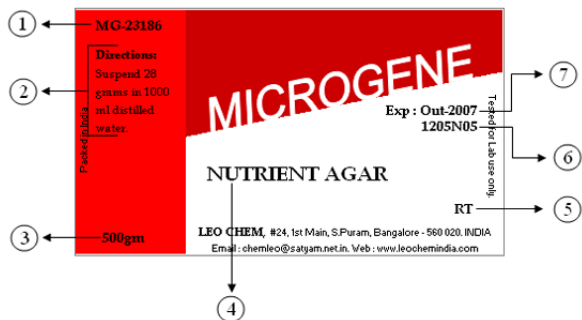 1
MG-23186
2
Directions:
Suspend 28
grams in 1000
ml distilled
water.
Packed in India
3
500gm
MICROGENE
Exp : Out-2007
7
1205N05
6
Tested for Lab use only.
NUTRIENT AGAR
4
RT
5
LEO CHEM, #24, 1st Main, S.Puram, Bangalore - 560 020. INDIA
Email : chemleo@satyam.net.in. Web : www.leochemindia.com